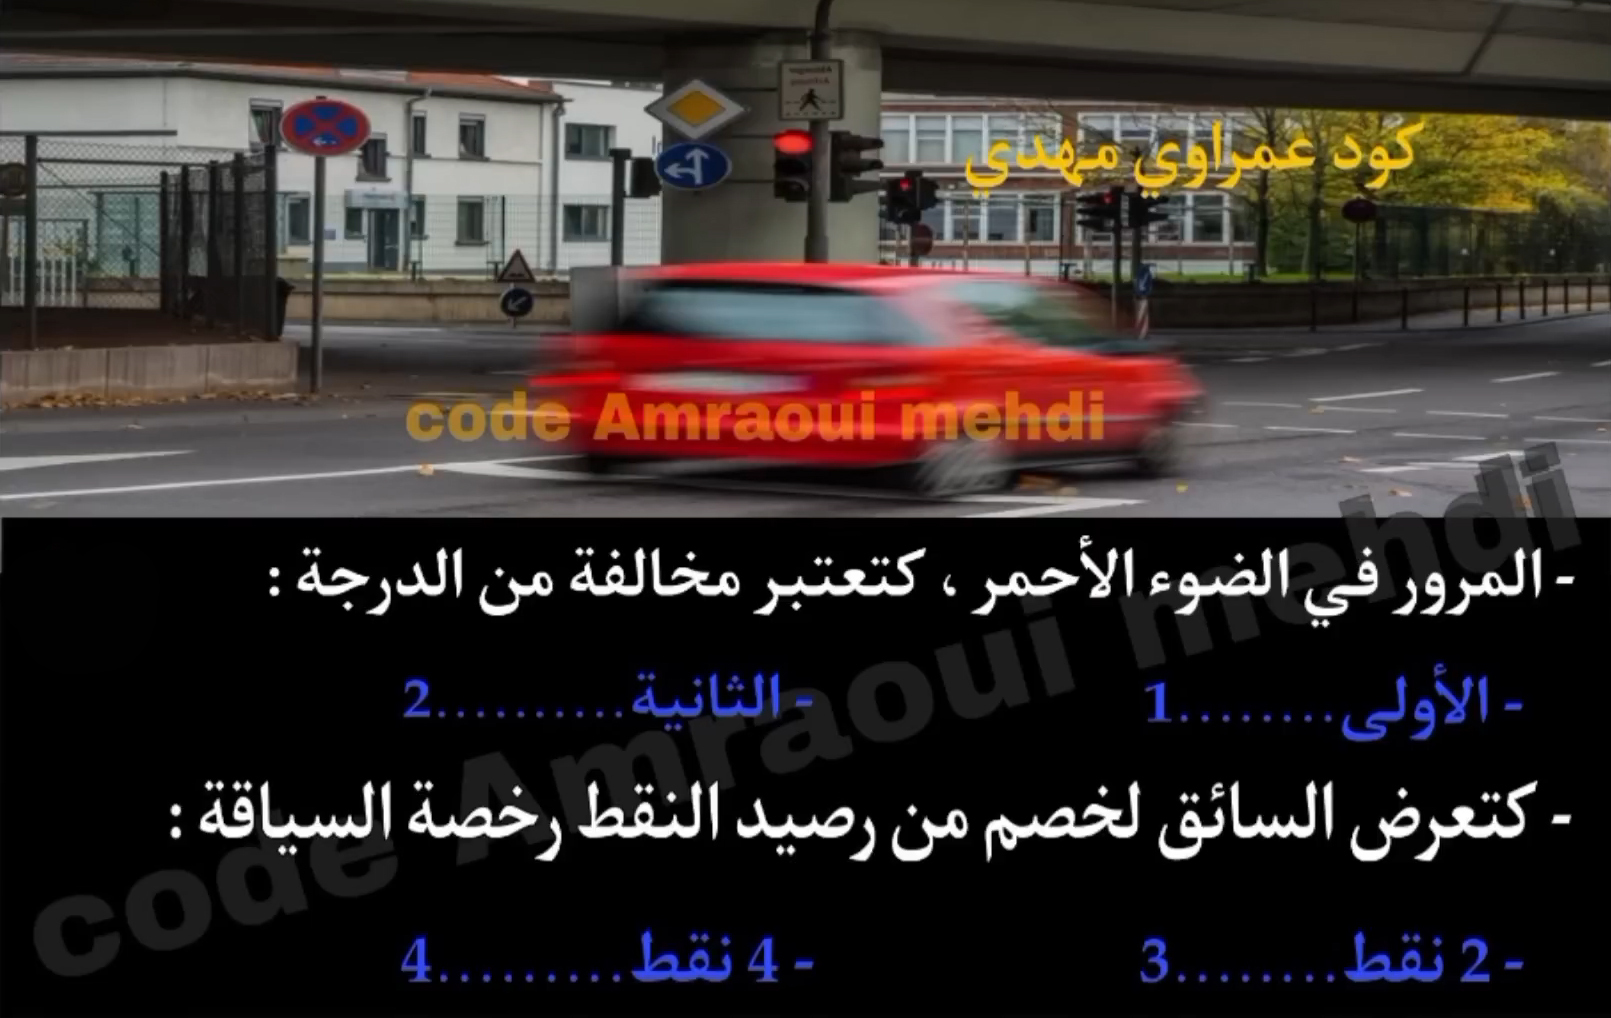 كود عمراوي مهدي
code Amraoui mehdi
- المرور في الضوء الأحمر ، كتعتبر مخالفة من الدرجة :
- الأولى........1 - الثانية..........2
- كتعرض السائق لخصم من رصيد النقط رخصة السياقة :
- 2 نقط........3 - 4 نقط..........4
code Amraoui mehdi